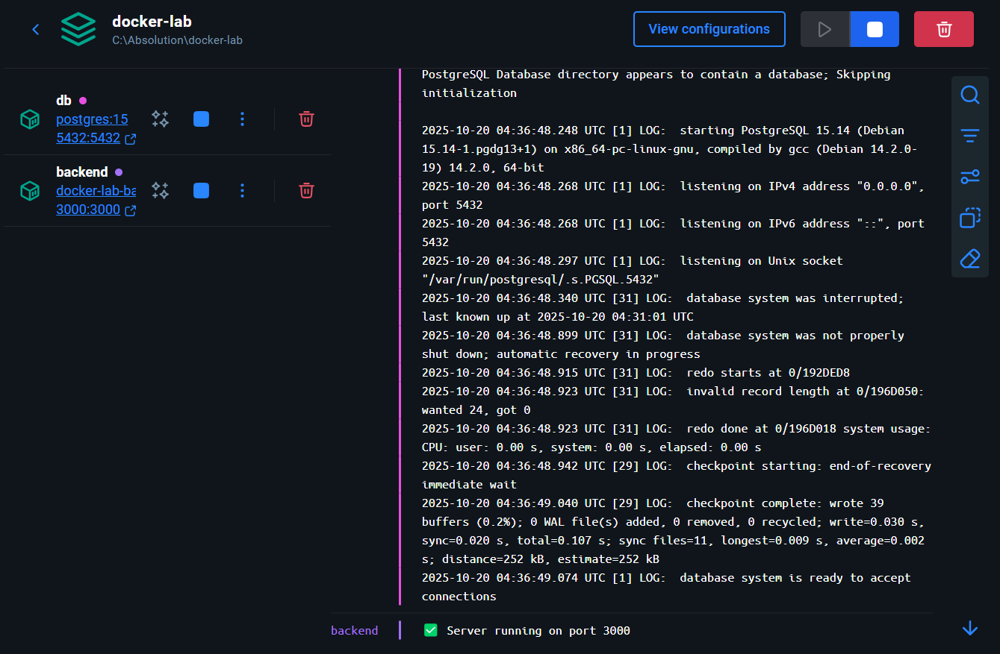 docker-lab
C:\Absolution\docker-lab
View configurations
db
postgres:15
5432:5432
backend
docker-lab-ba
3000:3000
PostgreSQL Database directory appears to contain a database; Skipping
initialization
2025-10-20 04:36:48.248 UTC [1] LOG:  starting PostgreSQL 15.14 (Debian
15.14-1.pgdg13+1) on x86_64-pc-linux-gnu, compiled by gcc (Debian 14.2.0-
19) 14.2.0, 64-bit
2025-10-20 04:36:48.268 UTC [1] LOG:  listening on IPv4 address "0.0.0.0",
port 5432
2025-10-20 04:36:48.268 UTC [1] LOG:  listening on IPv6 address "::", port
5432
2025-10-20 04:36:48.297 UTC [1] LOG:  listening on Unix socket
"/var/run/postgresql/.s.PGSQL.5432"
2025-10-20 04:36:48.340 UTC [31] LOG:  database system was interrupted;
last known up at 2025-10-20 04:31:01 UTC
2025-10-20 04:36:48.899 UTC [31] LOG:  database system was not properly
shut down; automatic recovery in progress
2025-10-20 04:36:48.915 UTC [31] LOG:  redo starts at 0/192DED8
2025-10-20 04:36:48.923 UTC [31] LOG:  invalid record length at 0/196D050:
wanted 24, got 0
2025-10-20 04:36:48.923 UTC [31] LOG:  redo done at 0/196D018 system usage:
CPU: user: 0.00 s, system: 0.00 s, elapsed: 0.00 s
2025-10-20 04:36:48.942 UTC [29] LOG:  checkpoint starting: end-of-recovery
immediate wait
2025-10-20 04:36:49.040 UTC [29] LOG:  checkpoint complete: wrote 39
buffers (0.2%); 0 WAL file(s) added, 0 removed, 0 recycled; write=0.030 s,
sync=0.020 s, total=0.107 s; sync files=11, longest=0.009 s, average=0.002
s; distance=252 kB, estimate=252 kB
2025-10-20 04:36:49.074 UTC [1] LOG:  database system is ready to accept
connections
backend ✅ Server running on port 3000